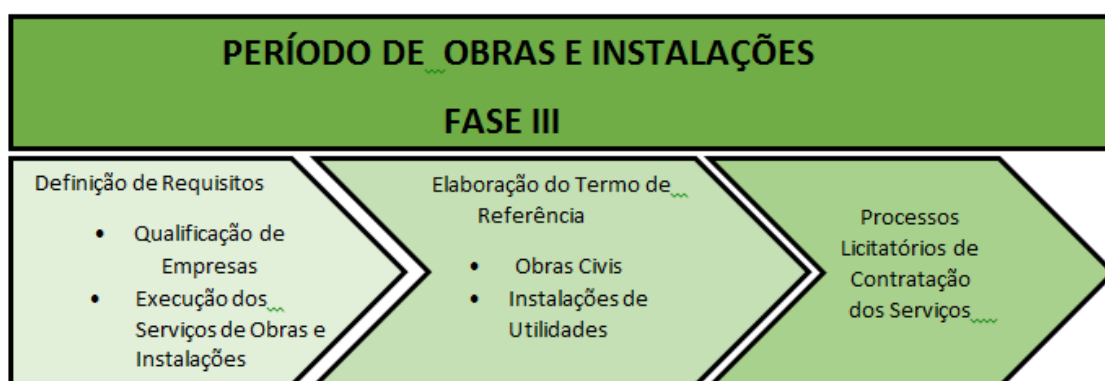 PERÍODO DE OBRAS E INSTALAÇÕES
FASE III
Definição de Requisitos
• Qualificação de
Empresas
• Execução dos
Serviços de Obras e
Instalações
Elaboração do Termo de
Referência
• Obras Civis
• Instalações de
Utilidades
Processos
Licitatórios de
Contratação
dos Serviços